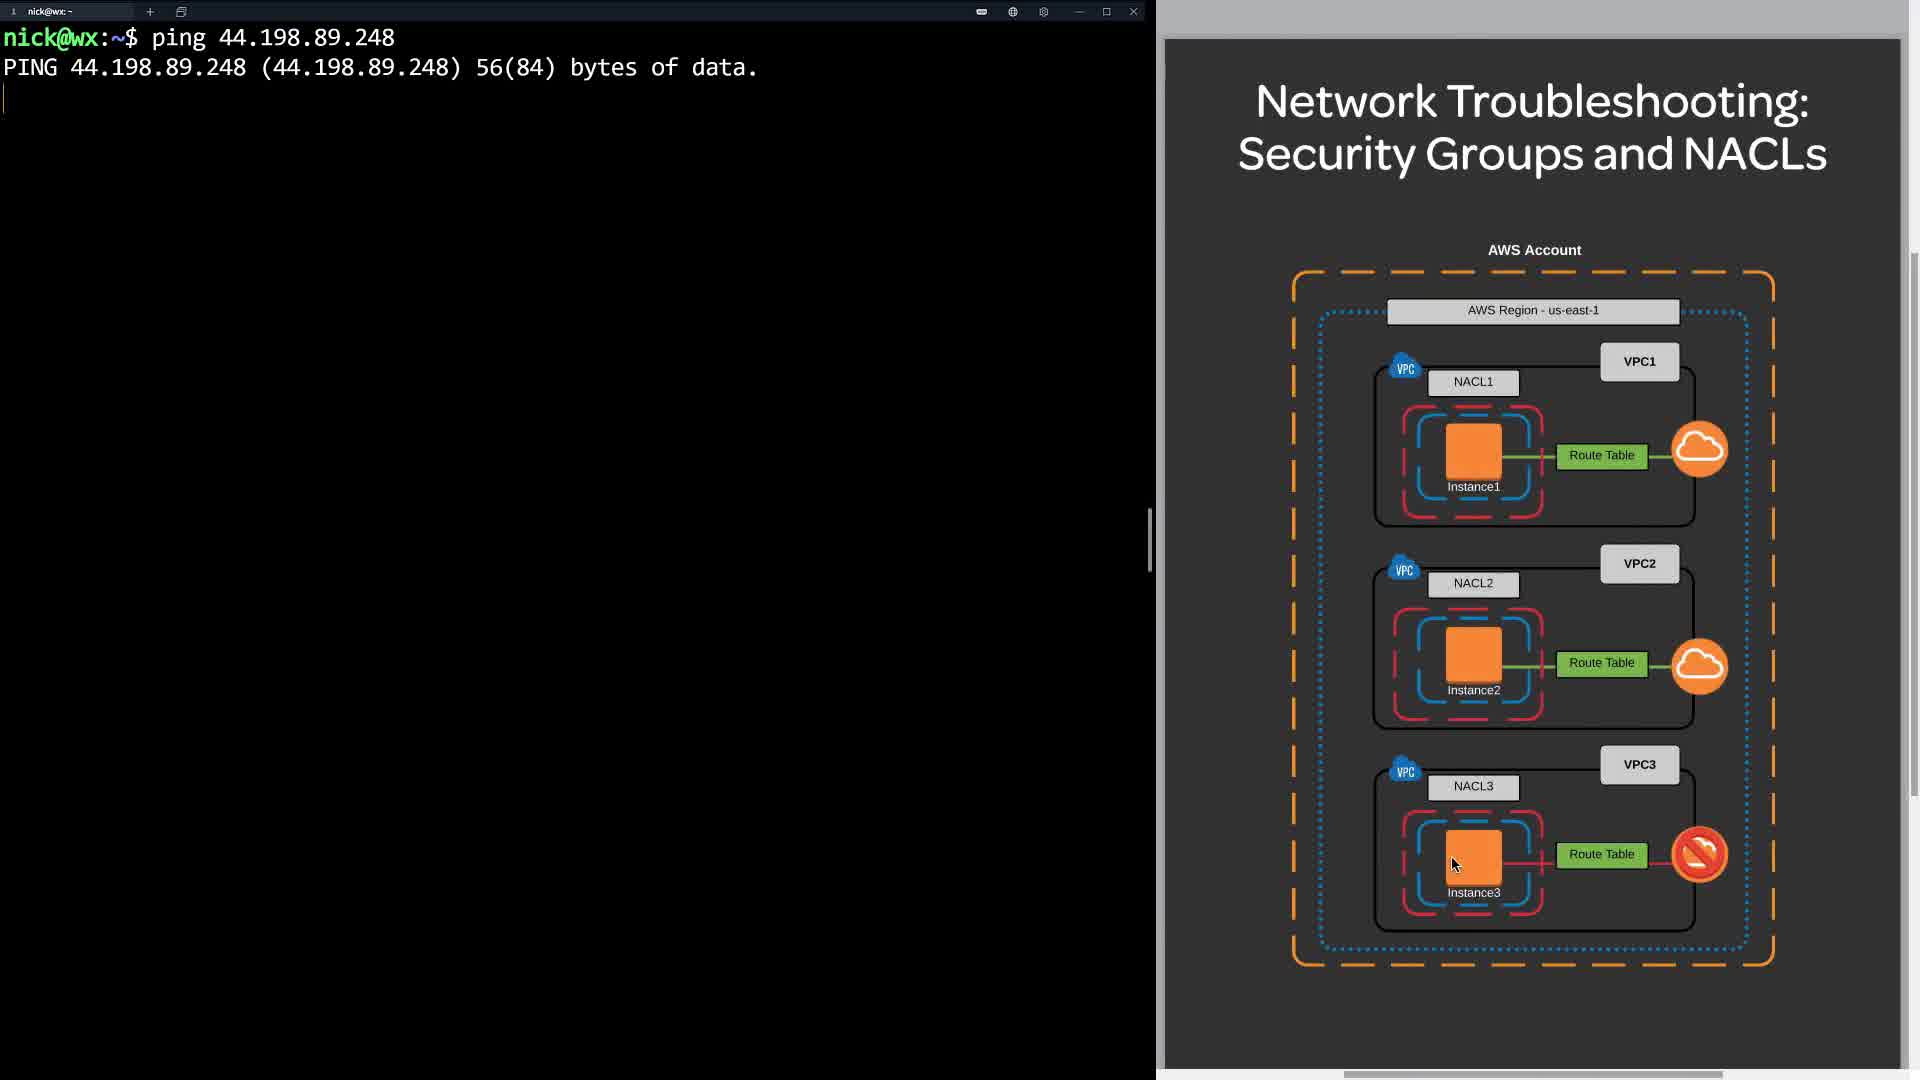 1 nick@wx: ~
nick@wx:~$ ping 44.198.89.248
PING 44.198.89.248 (44.198.89.248) 56(84) bytes of data.
Network Troubleshooting:
Security Groups and NACLs
AWS Account
AWS Region - us-east-1
VPC1
VPC
NACL1
Route Table
Instance1
VPC2
VPC
NACL2
Route Table
Instance2
VPC3
VPC
NACL3
Route Table
Instance3